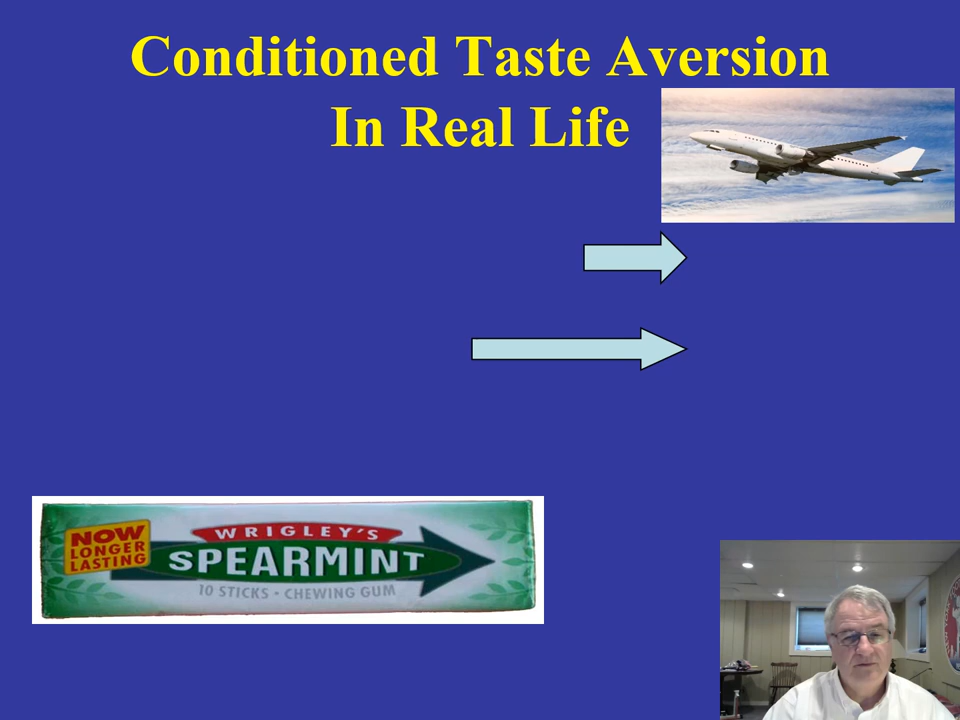 Conditioned Taste Aversion
In Real Life
NOW
LONGER
LASTING
WRIGLEY'S
SPEARMINT
10 STICKS • CHEWING GUM